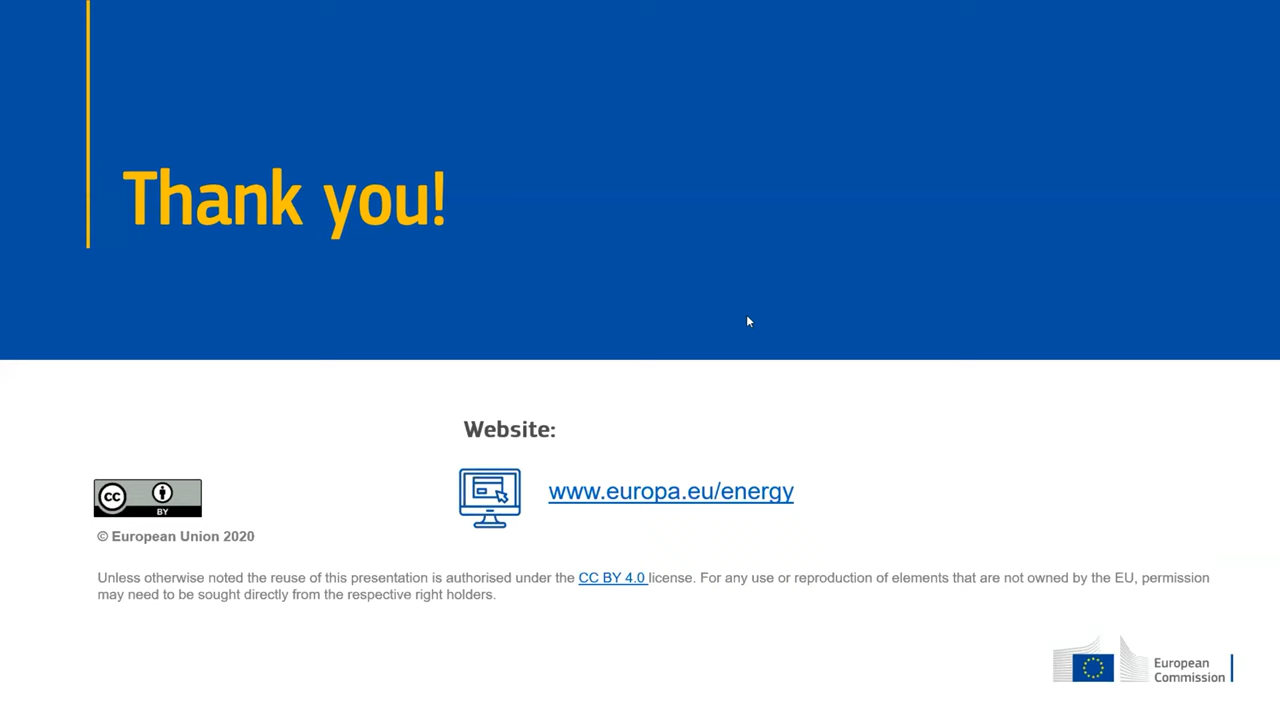 Thank you!
Website:
www.europa.eu/energy
cc BY
© European Union 2020
Unless otherwise noted the reuse of this presentation is authorised under the CC BY 4.0 license. For any use or reproduction of elements that are not owned by the EU, permission
may need to be sought directly from the respective right holders.
European
Commission